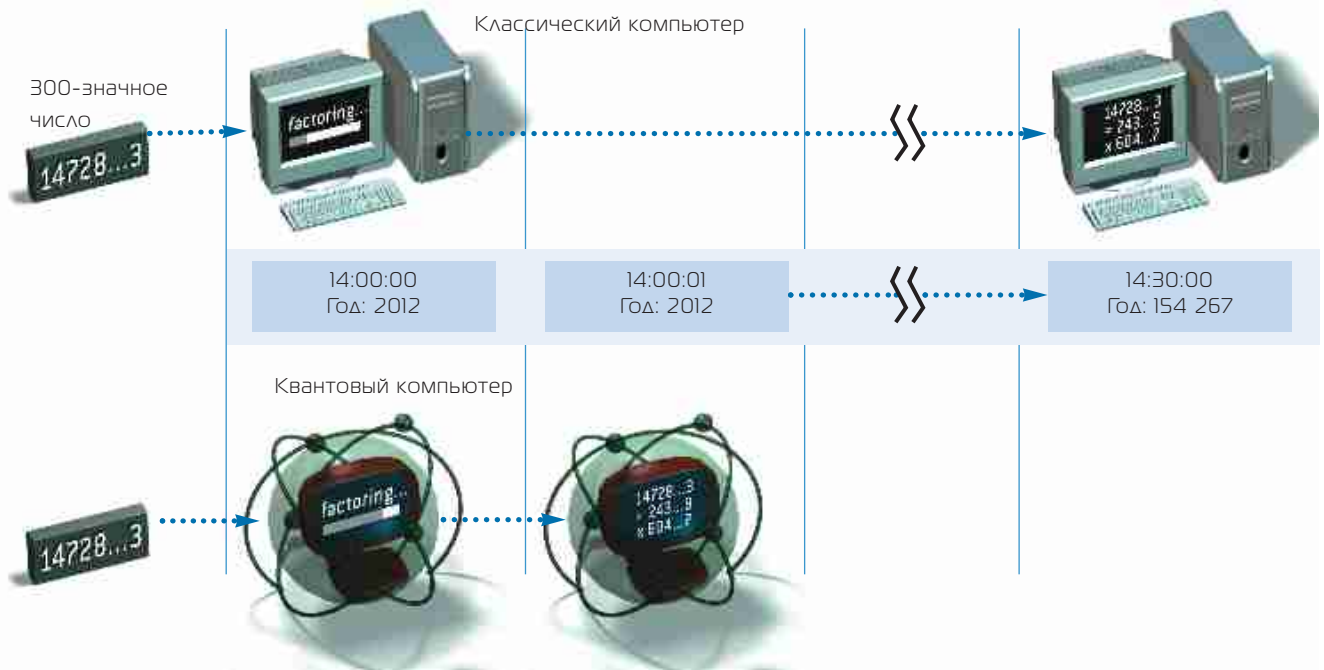 Классический компьютер
300-значное
число
14728...3
factoring...
14728...3
= 243...9
x 604...7
14:00:00
Год: 2012
14:00:01
Год: 2012
14:30:00
Год: 154 267
Квантовый компьютер
14728...3
factoring...
14728...3
= 243...9
x 604...7